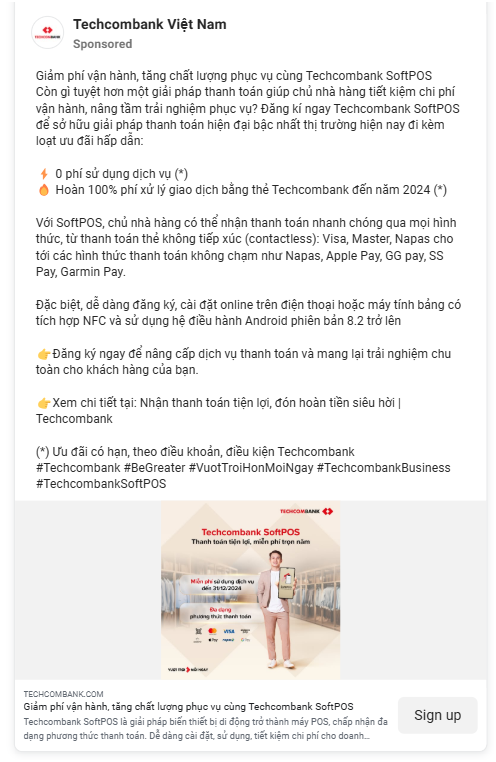 Techcombank Việt Nam
Sponsored
Giảm phí vận hành, tăng chất lượng phục vụ cùng Techcombank SoftPOS
Còn gì tuyệt hơn một giải pháp thanh toán giúp chủ nhà hàng tiết kiệm chi phí
vận hành, nâng tầm trải nghiệm phục vụ? Đăng kí ngay Techcombank SoftPOS
để sở hữu giải pháp thanh toán hiện đại bậc nhất thị trường hiện nay đi kèm
loạt ưu đãi hấp dẫn:
⚡ 0 phí sử dụng dịch vụ (*)
🔥 Hoàn 100% phí xử lý giao dịch bằng thẻ Techcombank đến năm 2024 (*)
Với SoftPOS, chủ nhà hàng có thể nhận thanh toán nhanh chóng qua mọi hình
thức, từ thanh toán thẻ không tiếp xúc (contactless): Visa, Master, Napas cho
tới các hình thức thanh toán không chạm như Napas, Apple Pay, GG pay, SS
Pay, Garmin Pay.
Đặc biệt, dễ dàng đăng ký, cài đặt online trên điện thoại hoặc máy tính bảng có
tích hợp NFC và sử dụng hệ điều hành Android phiên bản 8.2 trở lên
👉Đăng ký ngay để nâng cấp dịch vụ thanh toán và mang lại trải nghiệm chu
toàn cho khách hàng của bạn.
👉Xem chi tiết tại: Nhận thanh toán tiện lợi, đón hoàn tiền siêu hời |
Techcombank
(*) Ưu đãi có hạn, theo điều khoản, điều kiện Techcombank
#Techcombank #BeGreater #VuotTroiHonMoiNgay #TechcombankBusiness
#TechcombankSoftPOS
TECHCOMBANK
Techcombank SoftPOS
Thanh toán tiện lợi, miễn phí trọn năm
Miễn phí sử dụng dịch vụ
đến 31/12/2024
Đa dạng
phương thức thanh toán
VISA
VƯỢT TRỘI HƠN MỖI NGÀY
TECHCOMBANK.COM
Giảm phí vận hành, tăng chất lượng phục vụ cùng Techcombank SoftPOS
Techcombank SoftPOS là giải pháp biến thiết bị di động trở thành máy POS, chấp nhận đa
dạng phương thức thanh toán. Dễ dàng cài đặt, sử dụng, tiết kiệm chi phí cho doanh...
Sign up